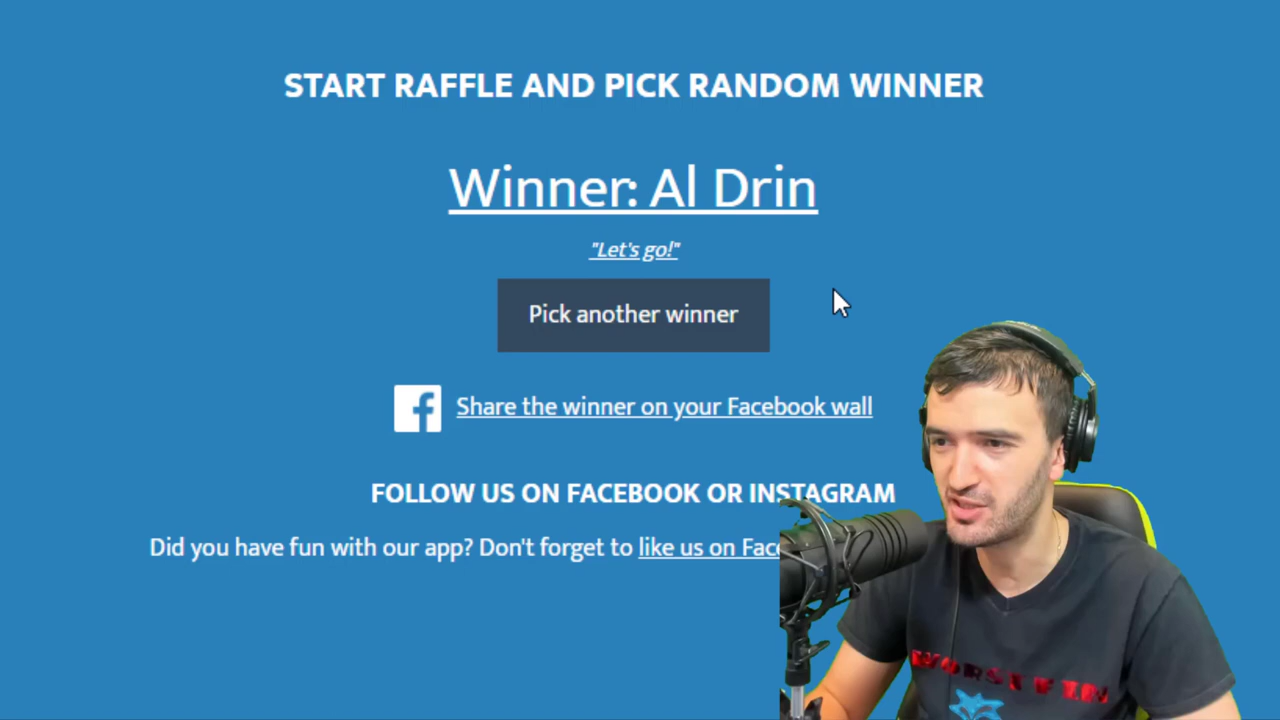 START RAFFLE AND PICK RANDOM WINNER
Winner: Al Drin
"Let's go!"
Pick another winner
Share the winner on your Facebook wall
FOLLOW US ON FACEBOOK OR INSTAGRAM
Did you have fun with our app? Don't forget to like us on